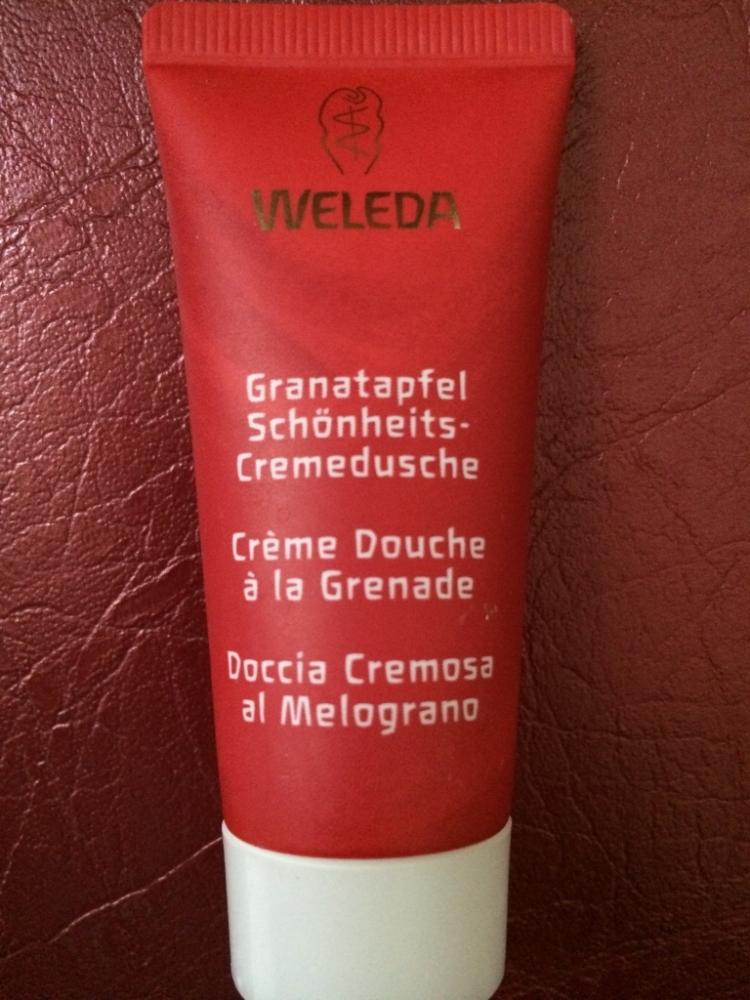 WELEDA
Granatapfel
Schönheits-
Cremedusche
Crème Douche
à la Grenade
Doccia Cremosa
al Melograno